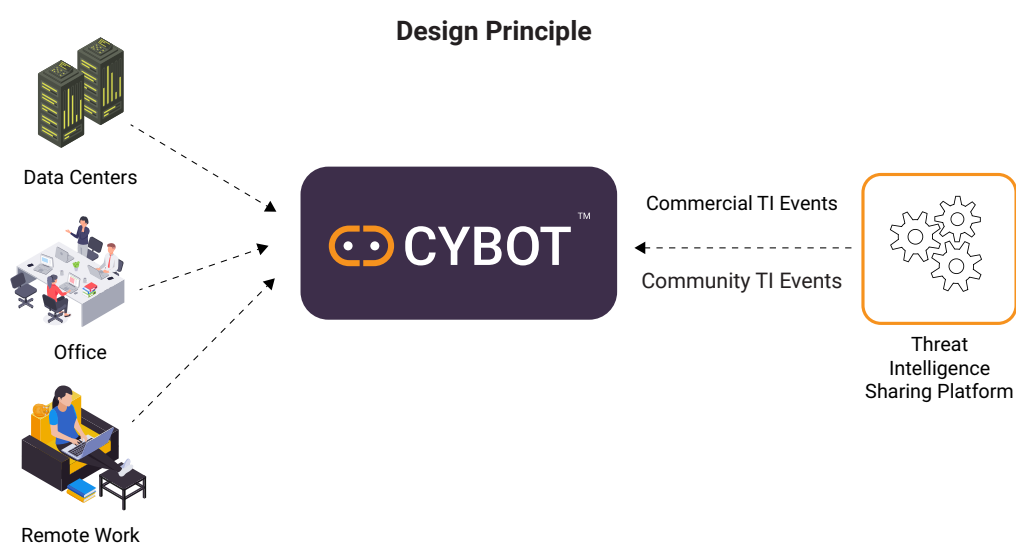 Design Principle
Data Centers
Office
Remote Work
CYBOT™
Commercial TI Events
Community TI Events
Threat
Intelligence
Sharing Platform